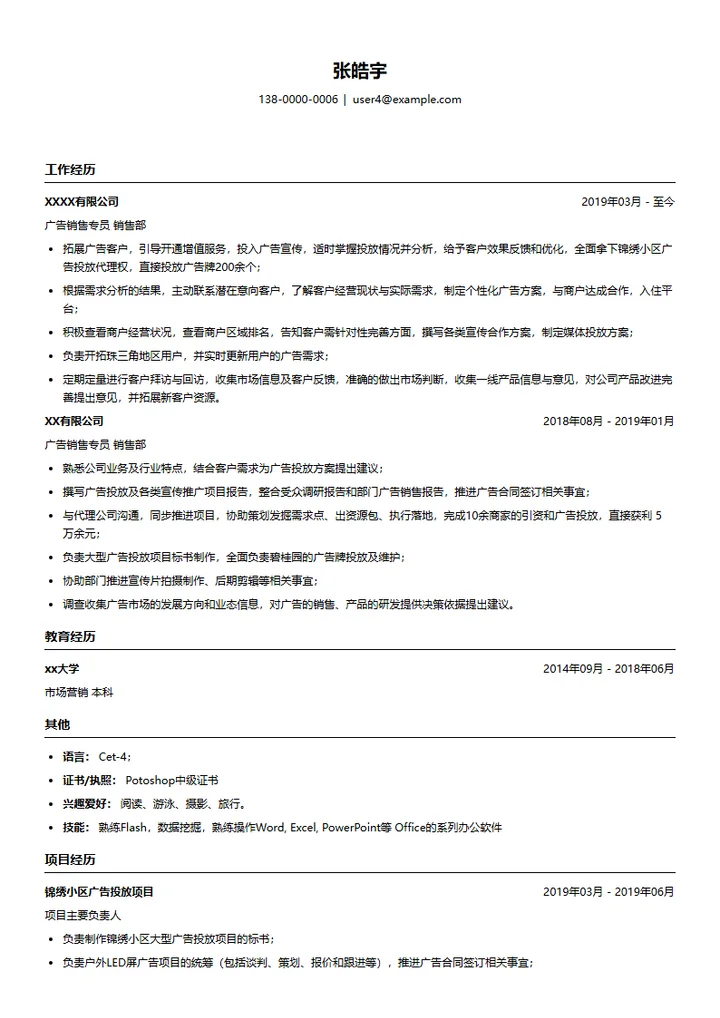 张皓宇
138-0000-0006 | user4@example.com
工作经历
XXXX有限公司 2019年03月 - 至今
广告销售专员 销售部
• 拓展广告客户，引导开通增值服务，投入广告宣传，适时掌握投放情况并分析，给予客户效果反馈和优化，全面拿下锦绣小区广
告投放代理权，直接投放广告牌200余个；
• 根据需求分析的结果，主动联系潜在意向客户，了解客户经营现状与实际需求，制定个性化广告方案，与商户达成合作，入住平
台；
• 积极查看商户经营状况，查看商户区域排名，告知客户需针对性完善方面，撰写各类宣传合作方案，制定媒体投放方案；
• 负责开拓珠三角地区用户，并实时更新用户的广告需求；
• 定期定量进行客户拜访与回访，收集市场信息及客户反馈，准确的做出市场判断，收集一线产品信息与意见，对公司产品改进完
善提出意见，并拓展新客户资源。
XX有限公司 2018年08月 - 2019年01月
广告销售专员 销售部
• 熟悉公司业务及行业特点，结合客户需求为广告投放方案提出建议；
• 撰写广告投放及各类宣传推广项目报告，整合受众调研报告和部门广告销售报告，推进广告合同签订相关事宜；
• 与代理公司沟通，同步推进项目，协助策划发掘需求点、出资源包、执行落地，完成10余商家的引资和广告投放，直接获利 5
万余元；
• 负责大型广告投放项目标书制作，全面负责碧桂园的广告牌投放及维护；
• 协助部门推进宣传片拍摄制作、后期剪辑等相关事宜；
• 调查收集广告市场的发展方向和业态信息，对广告的销售、产品的研发提供决策依据提出建议。
教育经历
xx大学 2014年09月 - 2018年06月
市场营销 本科
其他
• 语言： Cet-4；
• 证书/执照： Potoshop中级证书
• 兴趣爱好： 阅读、游泳、摄影、旅行。
• 技能： 熟练Flash，数据挖掘，熟练操作Word, Excel, PowerPoint等 Office的系列办公软件
项目经历
锦绣小区广告投放项目 2019年03月 - 2019年06月
项目主要负责人
• 负责制作锦绣小区大型广告投放项目的标书；
• 负责户外LED屏广告项目的统筹（包括谈判、策划、报价和跟进等），推进广告合同签订相关事宜；